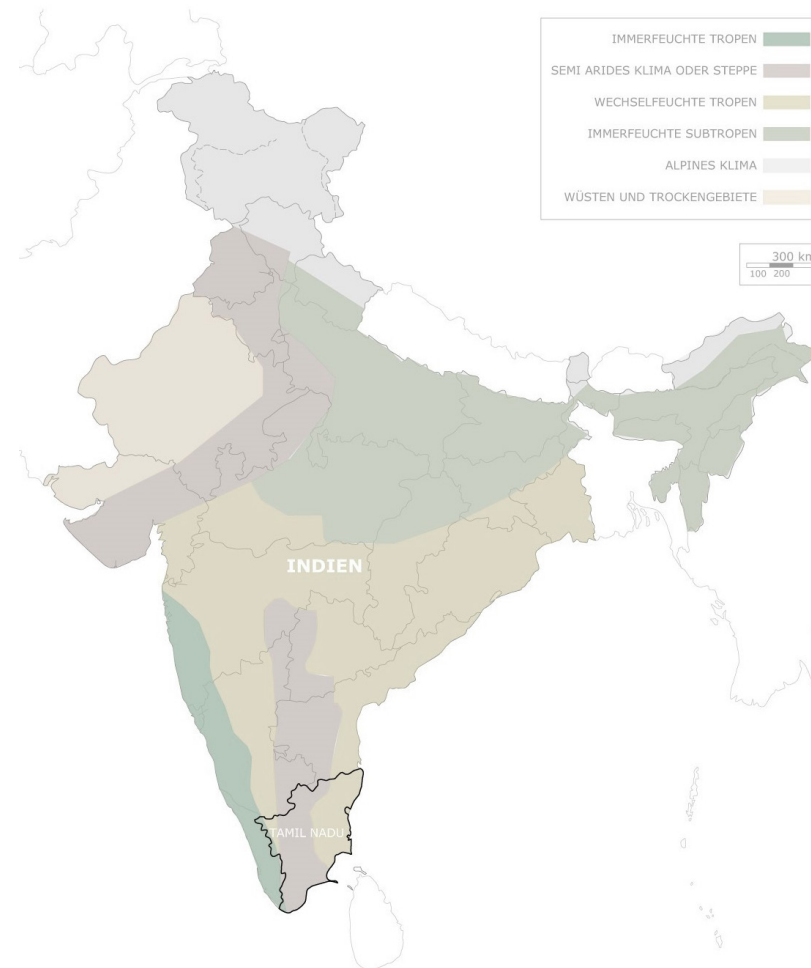 IMMERFEUCHTE TROPEN
SEMI ARIDES KLIMA ODER STEPPE
WECHSELFEUCHTE TROPEN
IMMERFEUCHTE SUBTROPEN
ALPINES KLIMA
WÜSTEN UND TROCKENGEBIETE
300 km
100 200
INDIEN
TAMIL NADU